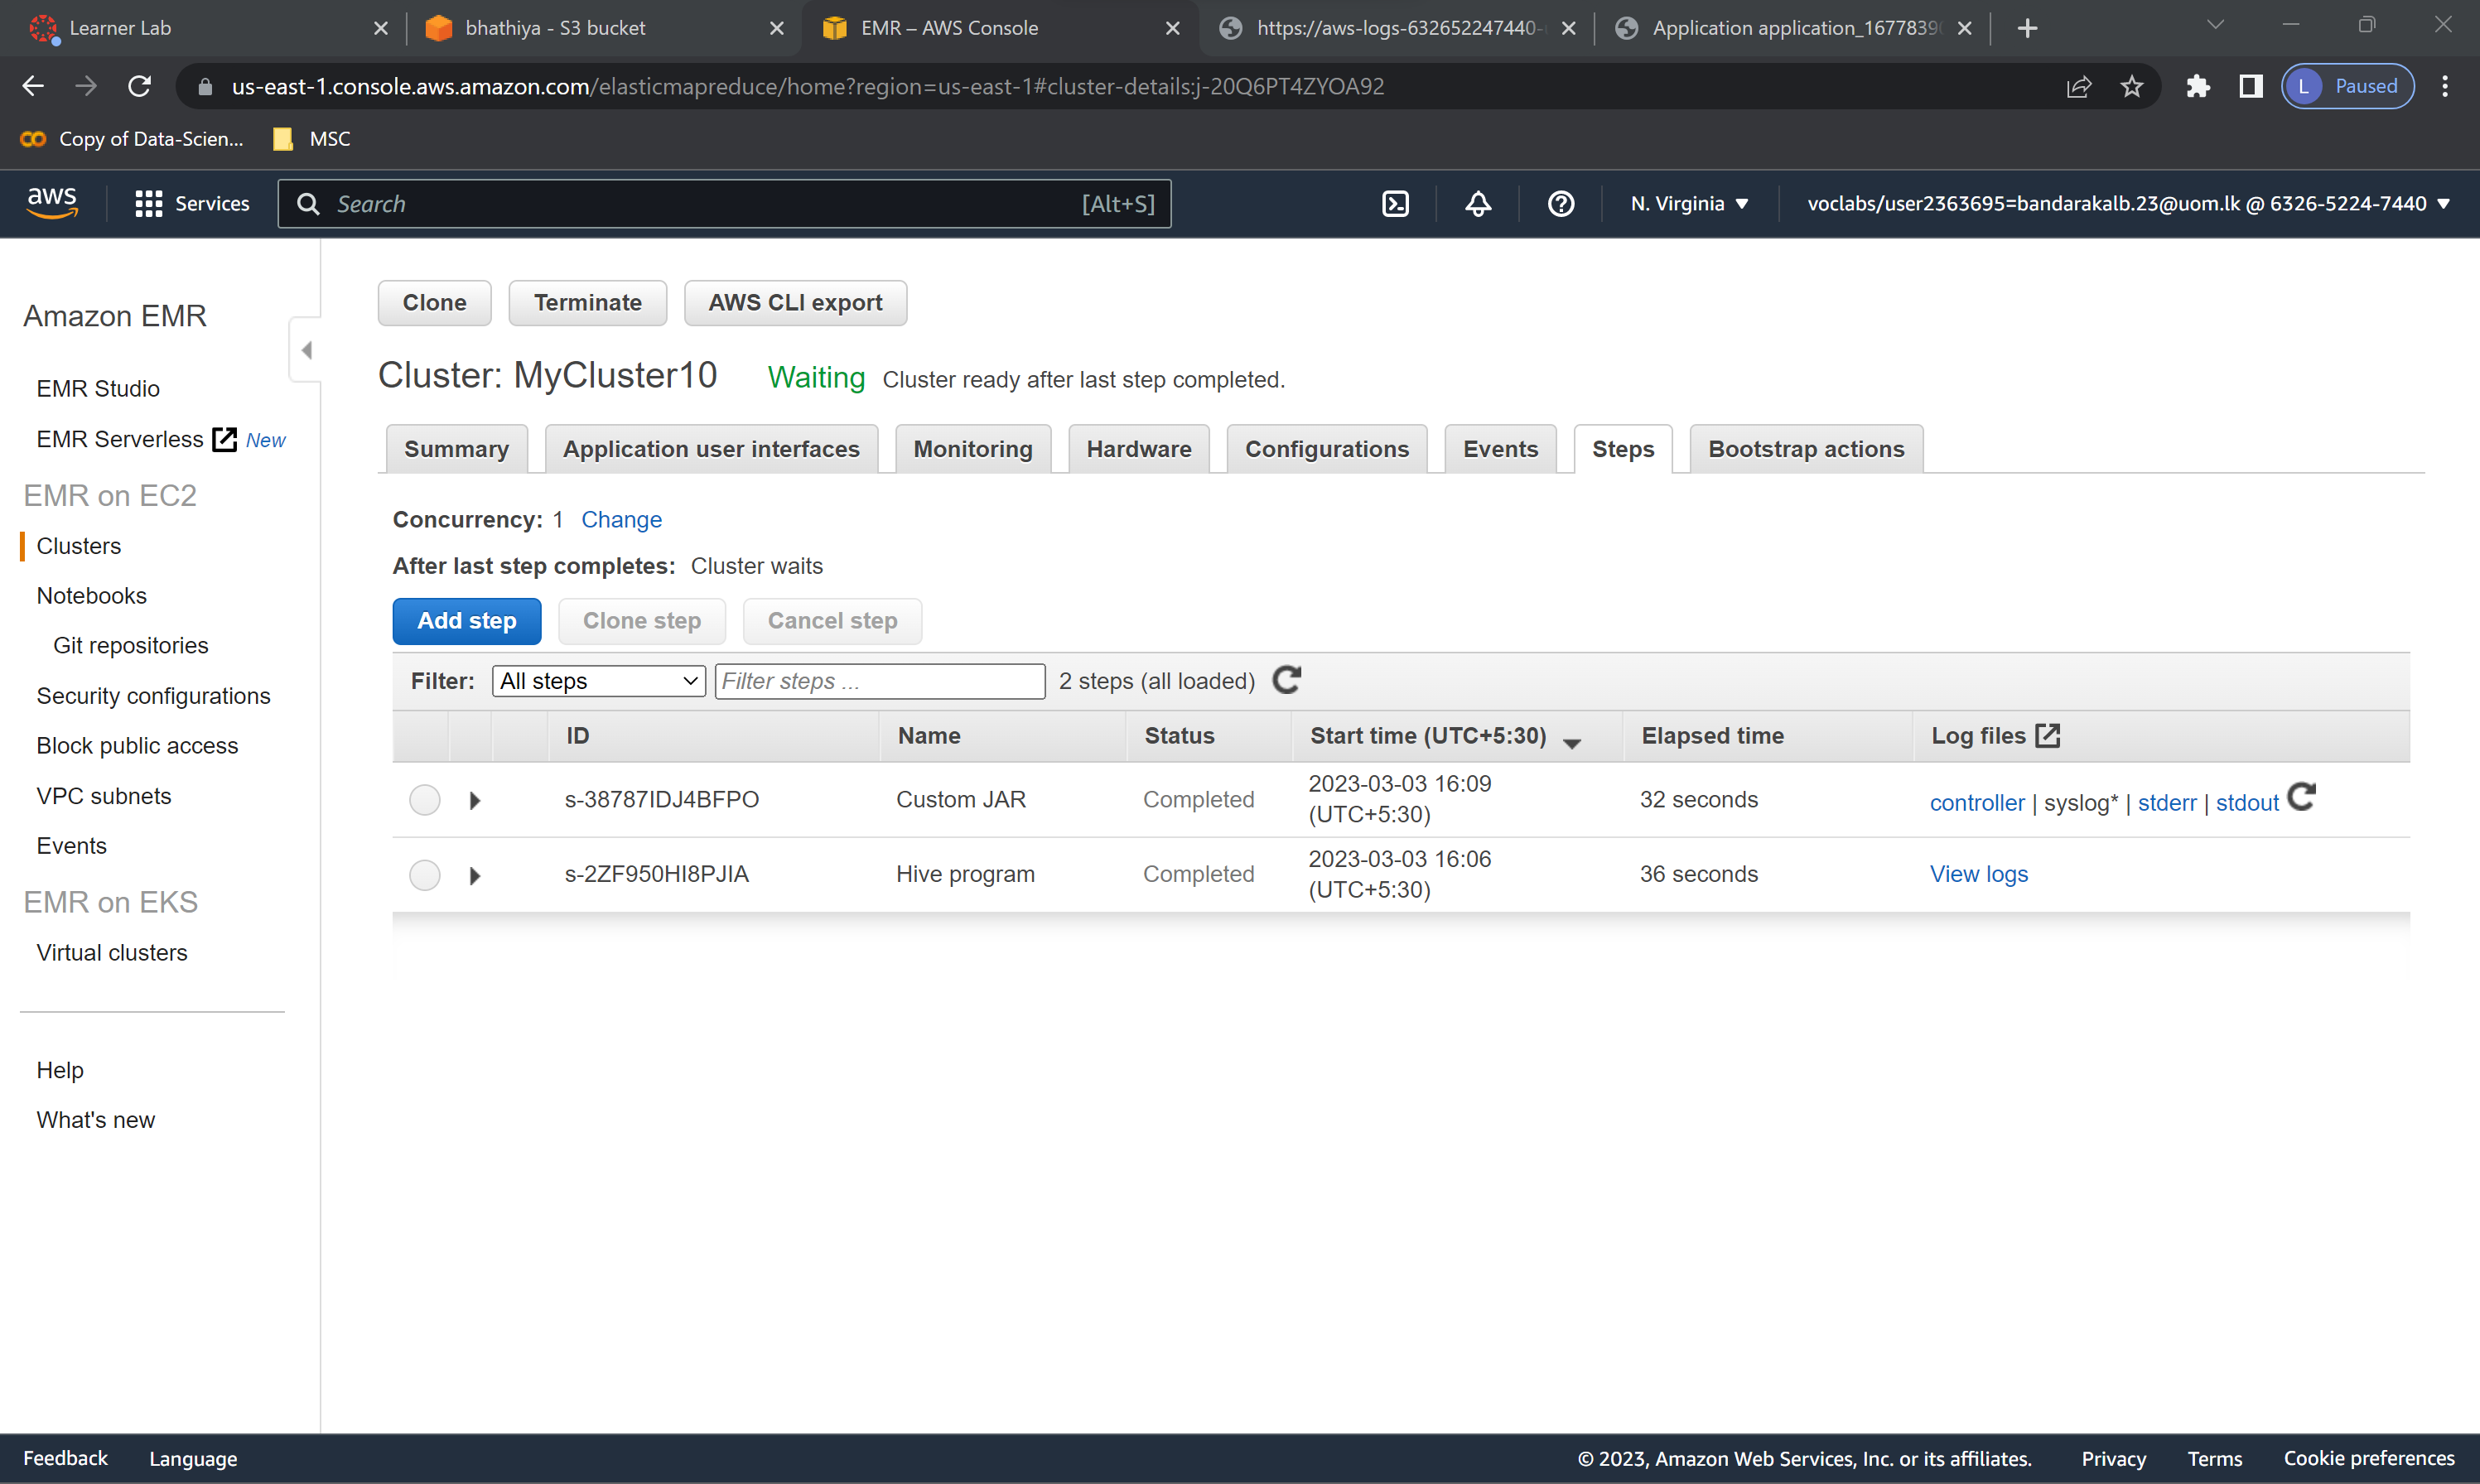 Learner Lab
bhathiya - S3 bucket
EMR – AWS Console
https://aws-logs-632652247440-
Application application_1677839
us-east-1.console.aws.amazon.com/elasticmapreduce/home?region=us-east-1#cluster-details:j-20Q6PT4ZYOA92
L Paused
Copy of Data-Scien...
MSC
aws
Services
Search [Alt+S]
N. Virginia
voclabs/user2363695=bandarakalb.23@uom.lk @ 6326-5224-7440
Amazon EMR
EMR Studio
EMR Serverless New
EMR on EC2
Clusters
Notebooks
Git repositories
Security configurations
Block public access
VPC subnets
Events
EMR on EKS
Virtual clusters
Help
What's new
Clone Terminate AWS CLI export
Cluster: MyCluster10 Waiting Cluster ready after last step completed.
Summary Application user interfaces Monitoring Hardware Configurations Events Steps Bootstrap actions
Concurrency: 1 Change
After last step completes: Cluster waits
Add step Clone step Cancel step
Filter: All steps Filter steps ... 2 steps (all loaded)
ID Name Status Start time (UTC+5:30) Elapsed time Log files
s-38787IDJ4BFPO Custom JAR Completed 2023-03-03 16:09 (UTC+5:30) 32 seconds controller | syslog* | stderr | stdout
s-2ZF950HI8PJIA Hive program Completed 2023-03-03 16:06 (UTC+5:30) 36 seconds View logs
Feedback Language © 2023, Amazon Web Services, Inc. or its affiliates. Privacy Terms Cookie preferences